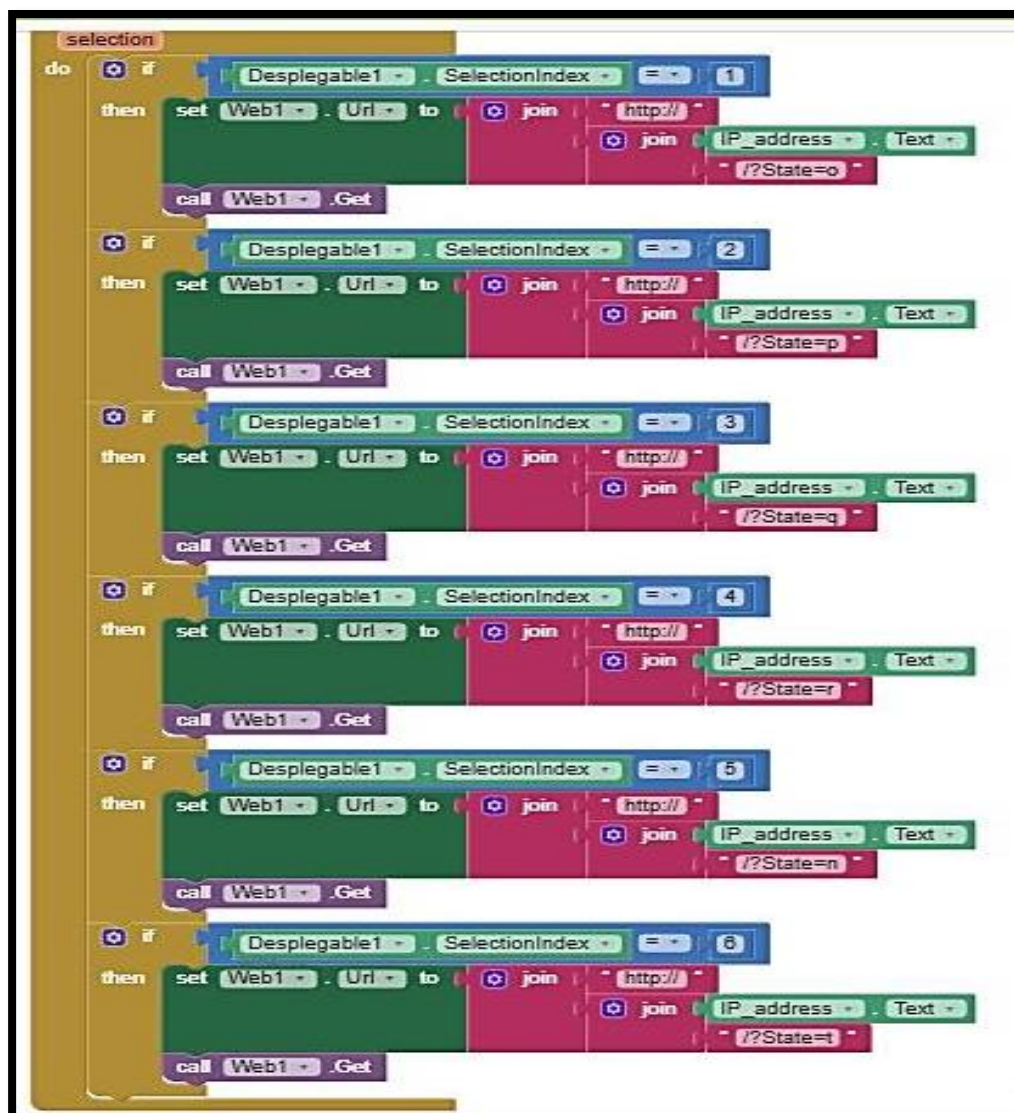 selection
do if Desplegable1 . SelectionIndex = 1
then set Web1 . Url to join " http:// "
join IP_address . Text
" /?State=o "
call Web1 .Get
if Desplegable1 . SelectionIndex = 2
then set Web1 . Url to join " http:// "
join IP_address . Text
" /?State=p "
call Web1 .Get
if Desplegable1 . SelectionIndex = 3
then set Web1 . Url to join " http:// "
join IP_address . Text
" /?State=q "
call Web1 .Get
if Desplegable1 . SelectionIndex = 4
then set Web1 . Url to join " http:// "
join IP_address . Text
" /?State=r "
call Web1 .Get
if Desplegable1 . SelectionIndex = 5
then set Web1 . Url to join " http:// "
join IP_address . Text
" /?State=n "
call Web1 .Get
if Desplegable1 . SelectionIndex = 6
then set Web1 . Url to join " http:// "
join IP_address . Text
" /?State=t "
call Web1 .Get